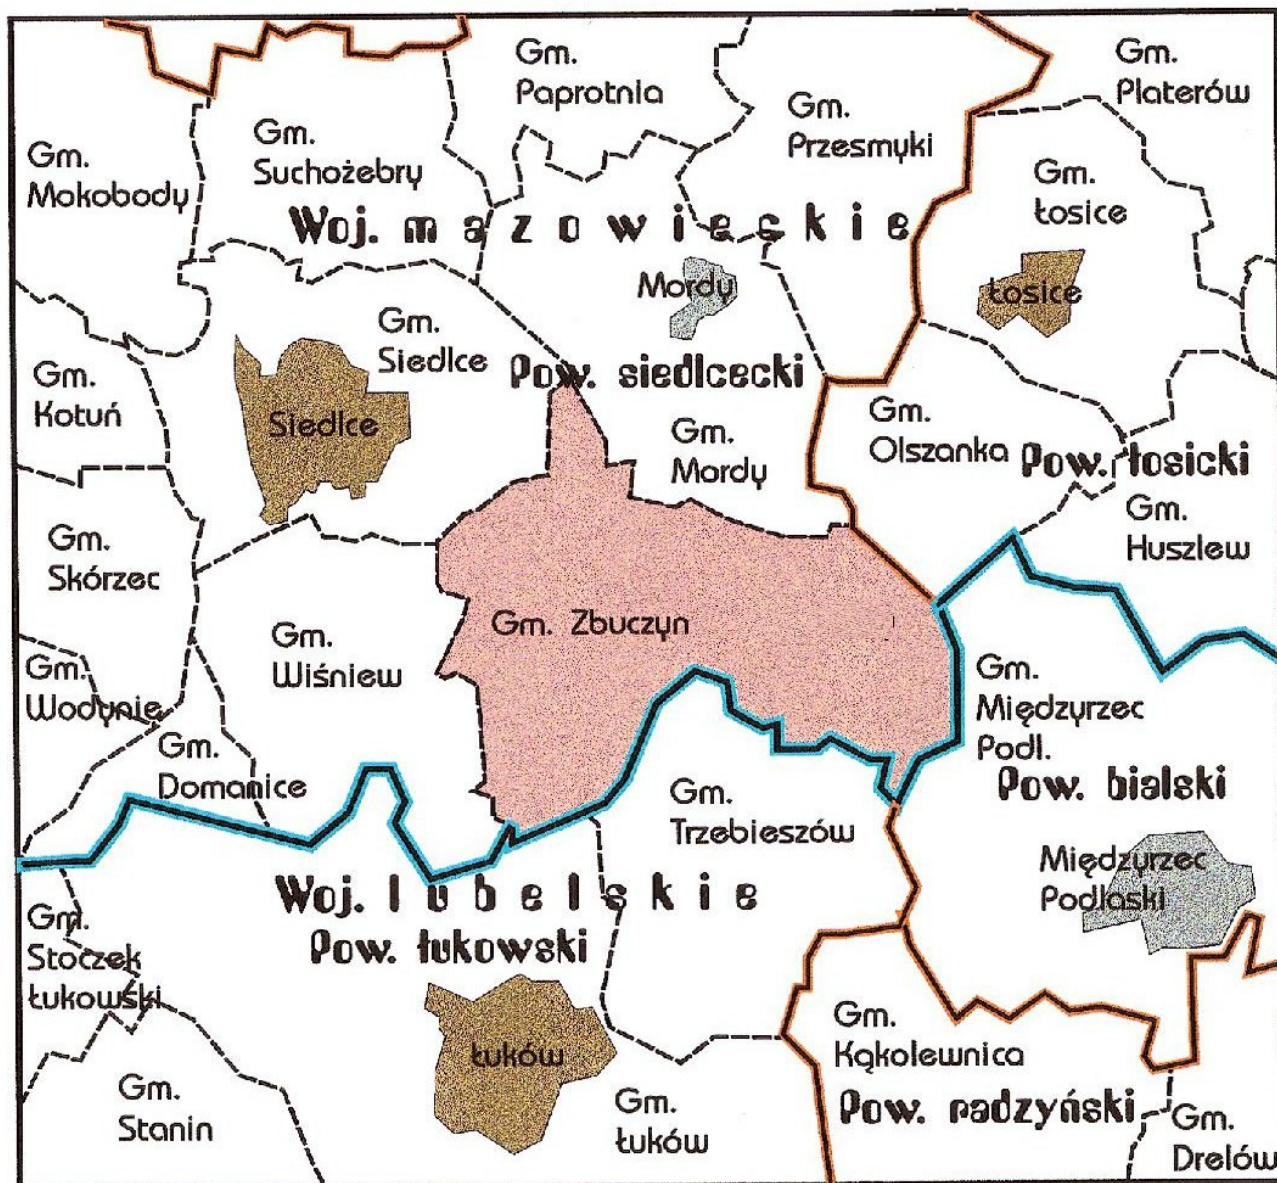 Gm.
Paprotnia
Gm.
Platerów
Gm.
Przesmyki
Gm.
Suchożebry
Gm.
Mokobody
Gm.
Łosice
Woj. mazowieckie
Mordy
Łosice
Gm.
Siedlce
Pow. siedlcecki
Gm.
Kotuń
Siedlce
Gm.
Olszanka
Gm.
Mordy
Pow. łosicki
Gm.
Huszlew
Gm.
Skórzec
Gm. Zbuczyn
Gm.
Wiśniew
Gm.
Wodynie
Gm.
Międzyrzec
Podl.
Gm.
Domanice
Pow. bialski
Gm.
Trzebieszów
Międzyrzec
Podlaski
Woj. lubelskie
Pow. łukowski
Gm.
Stoczek
Łukowski
Gm.
Kąkolewnica
Łuków
Gm.
Stanin
Gm.
Łuków
Pow. radzyński
Gm.
Drelów